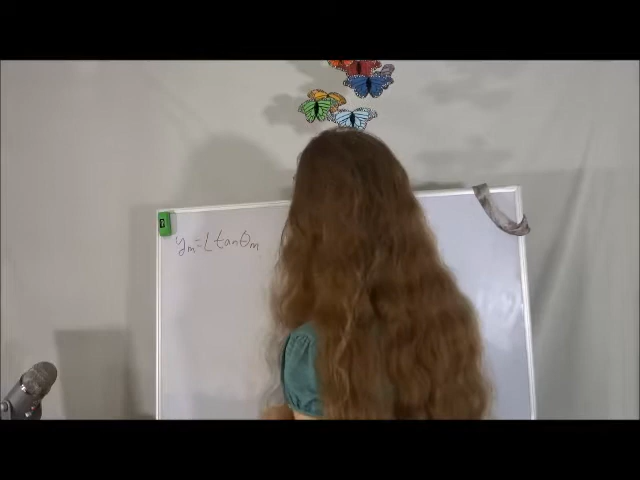 y_m = L tan θ_m